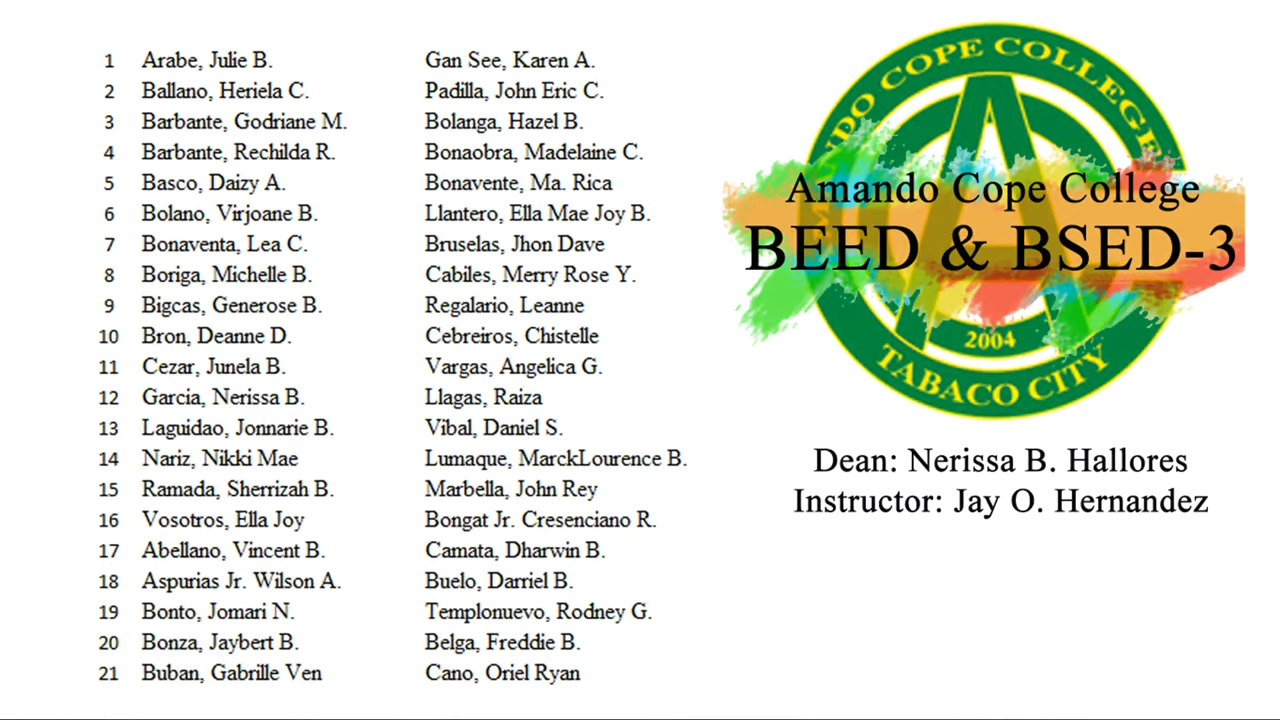 1 Arabe, Julie B. Gan See, Karen A.
2 Ballano, Heriela C. Padilla, John Eric C.
3 Barbante, Godriane M. Bolanga, Hazel B.
4 Barbante, Rechilda R. Bonaobra, Madelaine C.
5 Basco, Daizy A. Bonavente, Ma. Rica
6 Bolano, Virjoane B. Llantero, Ella Mae Joy B.
7 Bonaventa, Lea C. Bruselas, Jhon Dave
8 Boriga, Michelle B. Cabiles, Merry Rose Y.
9 Bigcas, Generose B. Regalario, Leanne
10 Bron, Deanne D. Cebreiros, Chistelle
11 Cezar, Junela B. Vargas, Angelica G.
12 Garcia, Nerissa B. Llagas, Raiza
13 Laguidao, Jonnarie B. Vibal, Daniel S.
14 Nariz, Nikki Mae Lumaque, MarckLourence B.
15 Ramada, Sherrizah B. Marbella, John Rey
16 Vosotros, Ella Joy Bongat Jr. Cresenciano R.
17 Abellano, Vincent B. Camata, Dharwin B.
18 Aspurias Jr. Wilson A. Buelo, Darriel B.
19 Bonto, Jomari N. Templonuevo, Rodney G.
20 Bonza, Jaybert B. Belga, Freddie B.
21 Buban, Gabrille Ven Cano, Oriel Ryan
COPE COLLEGE
Amando Cope College
BEED & BSED-3
2004
TABACO CITY
Dean: Nerissa B. Hallores
Instructor: Jay O. Hernandez